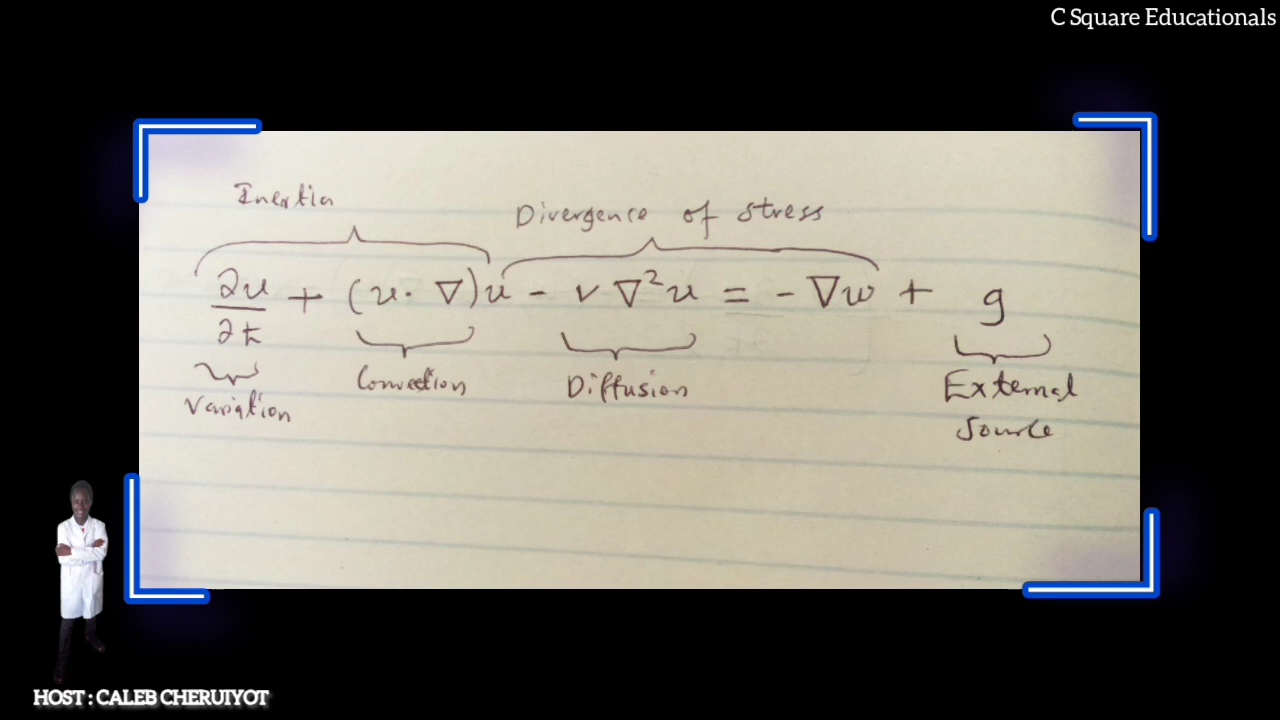 C Square Educationals
Inertia
Divergence of stress
∂u/∂t + (u · ∇)u - ν ∇²u = - ∇w + g
Variation
Convection
Diffusion
External
Source
HOST : CALEB CHERUIYOT